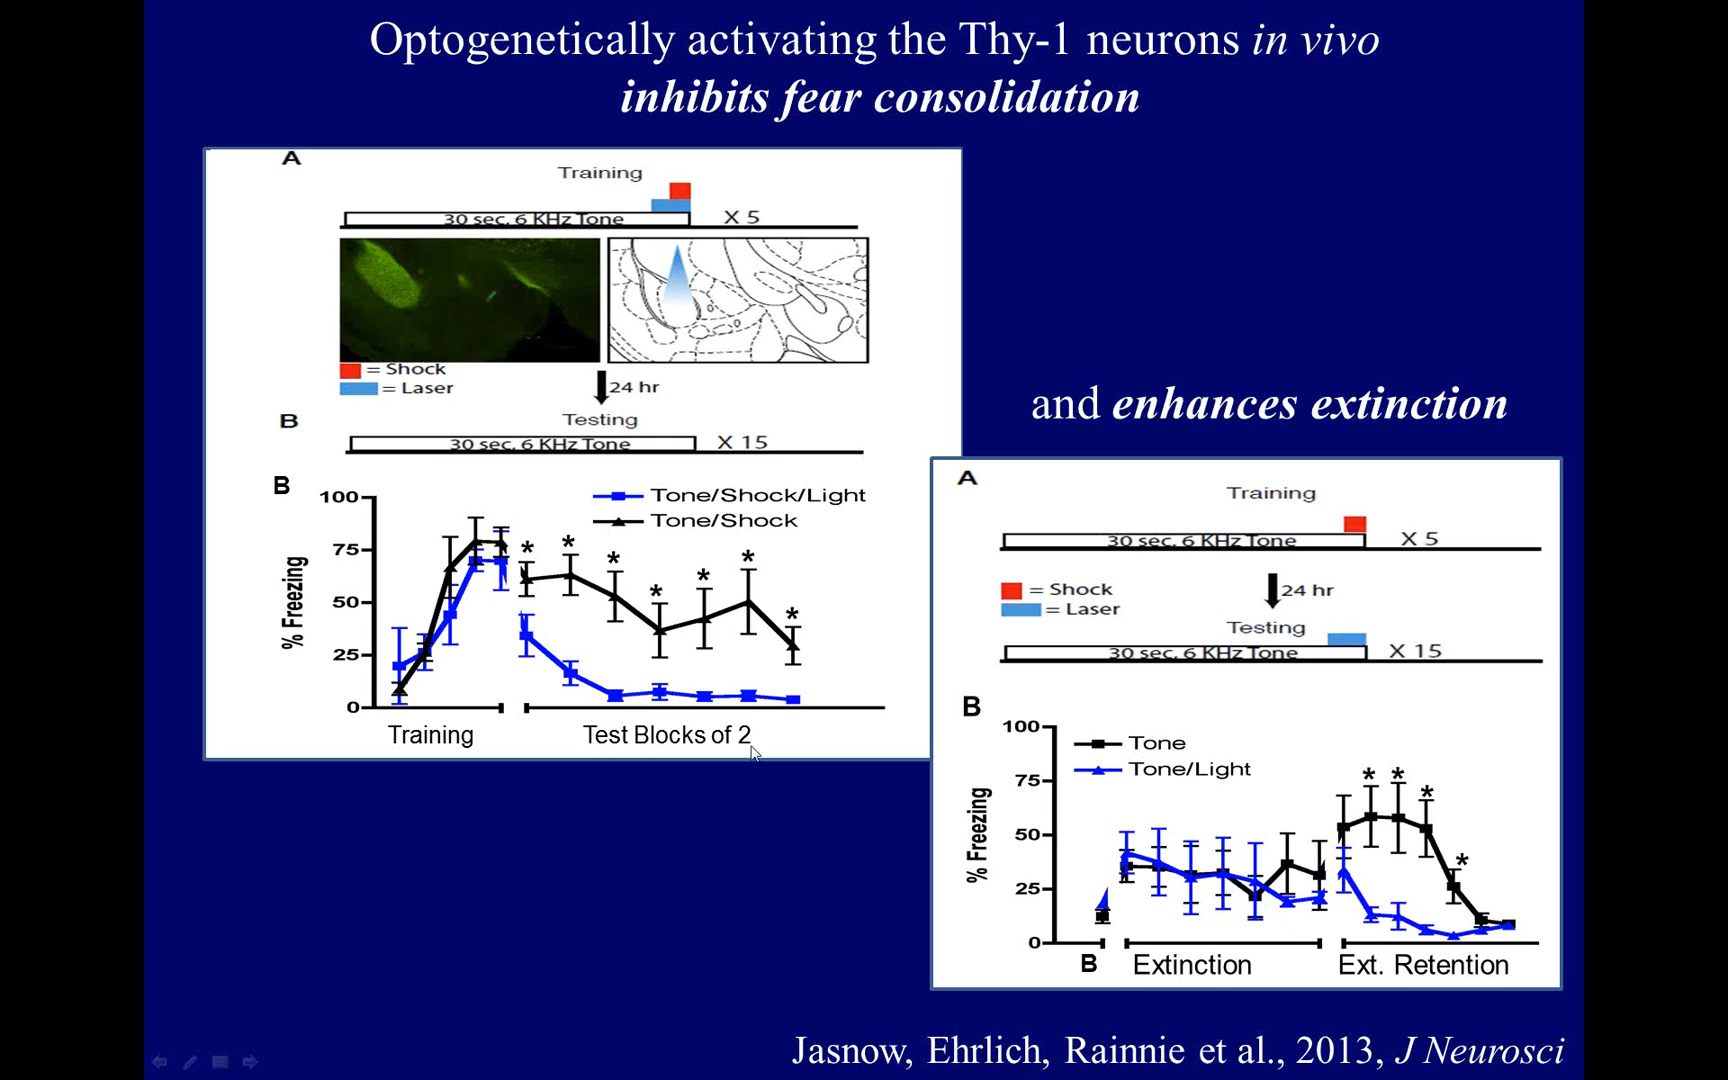 Optogenetically activating the Thy-1 neurons in vivo
inhibits fear consolidation
A
Training
30 sec, 6 KHz Tone
X 5
= Shock
= Laser
24 hr
B
Testing
30 sec, 6 KHz Tone
X 15
B
100
75
50
25
0
% Freezing
Tone/Shock/Light
Tone/Shock
* * * * * * *
Training
Test Blocks of 2
and enhances extinction
A
Training
30 sec, 6 KHz Tone
X 5
= Shock
= Laser
24 hr
Testing
30 sec, 6 KHz Tone
X 15
B
100
75
50
25
0
% Freezing
Tone
Tone/Light
* * * *
B
Extinction
Ext. Retention
Jasnow, Ehrlich, Rainnie et al., 2013, J Neurosci